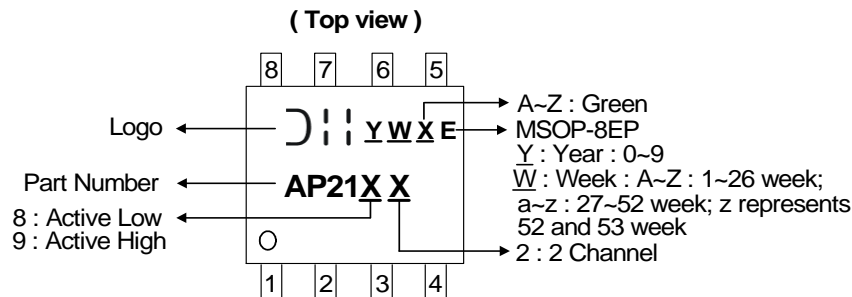 ( Top view )
8 7 6 5
Logo
Y W X E
A~Z : Green
MSOP-8EP
Y : Year : 0~9
W : Week : A~Z : 1~26 week;
a~z : 27~52 week; z represents
52 and 53 week
Part Number
AP21X X
8 : Active Low
9 : Active High
2 : 2 Channel
1 2 3 4